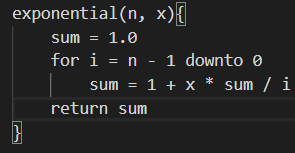 exponential(n, x){
    sum = 1.0
    for i = n - 1 downto 0
        sum = 1 + x * sum / i
    return sum
}